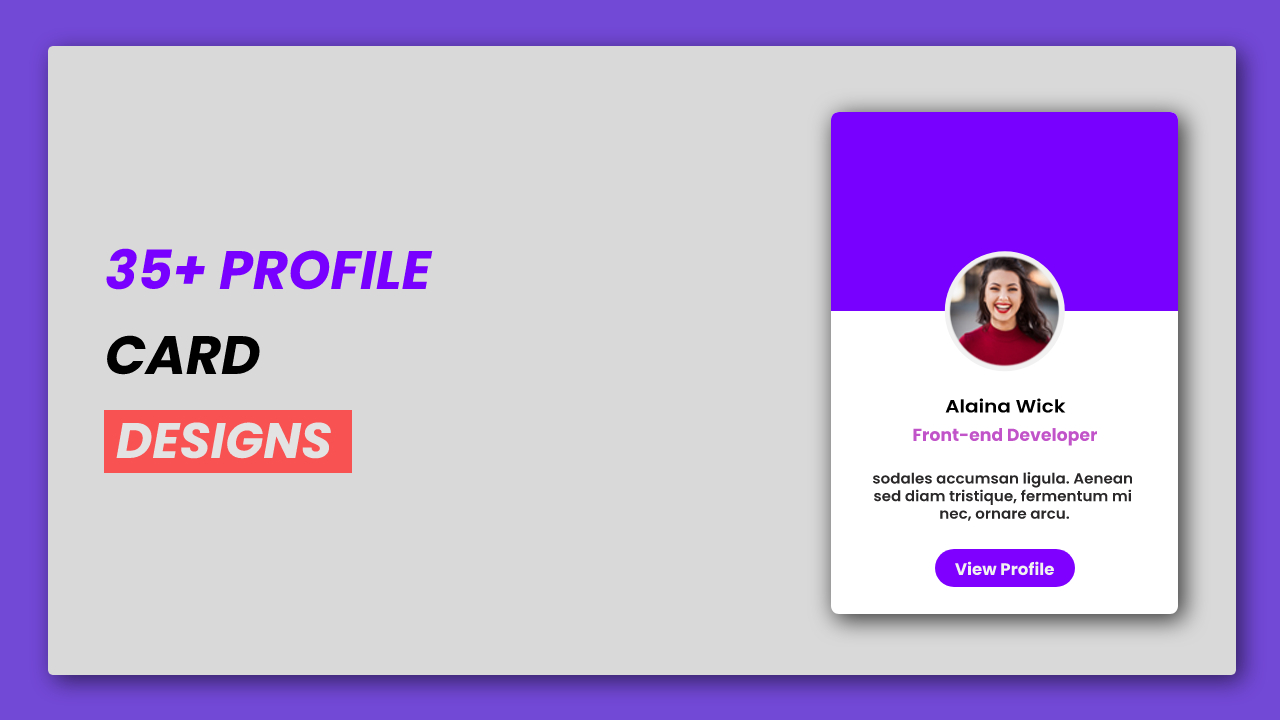 35+ PROFILE
CARD
DESIGNS
Alaina Wick
Front-end Developer
sodales accumsan ligula. Aenean
sed diam tristique, fermentum mi
nec, ornare arcu.
View Profile